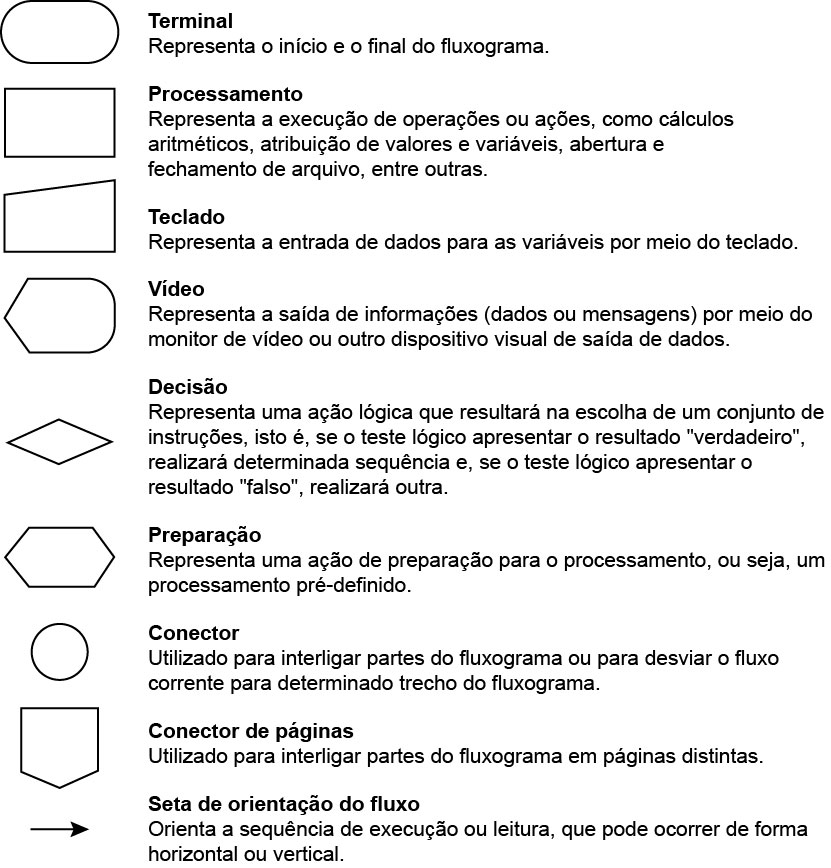 Terminal
Representa o início e o final do fluxograma.
Processamento
Representa a execução de operações ou ações, como cálculos
aritméticos, atribuição de valores e variáveis, abertura e
fechamento de arquivo, entre outras.
Teclado
Representa a entrada de dados para as variáveis por meio do teclado.
Vídeo
Representa a saída de informações (dados ou mensagens) por meio do
monitor de vídeo ou outro dispositivo visual de saída de dados.
Decisão
Representa uma ação lógica que resultará na escolha de um conjunto de
instruções, isto é, se o teste lógico apresentar o resultado "verdadeiro",
realizará determinada sequência e, se o teste lógico apresentar o
resultado "falso", realizará outra.
Preparação
Representa uma ação de preparação para o processamento, ou seja, um
processamento pré-definido.
Conector
Utilizado para interligar partes do fluxograma ou para desviar o fluxo
corrente para determinado trecho do fluxograma.
Conector de páginas
Utilizado para interligar partes do fluxograma em páginas distintas.
Seta de orientação do fluxo
Orienta a sequência de execução ou leitura, que pode ocorrer de forma
horizontal ou vertical.